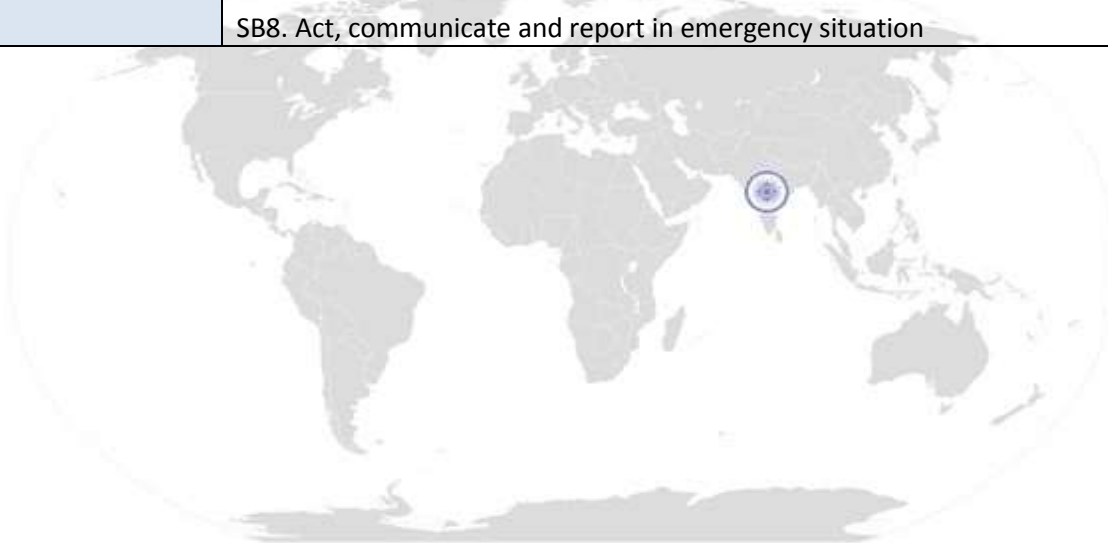 SB8. Act, communicate and report in emergency situation